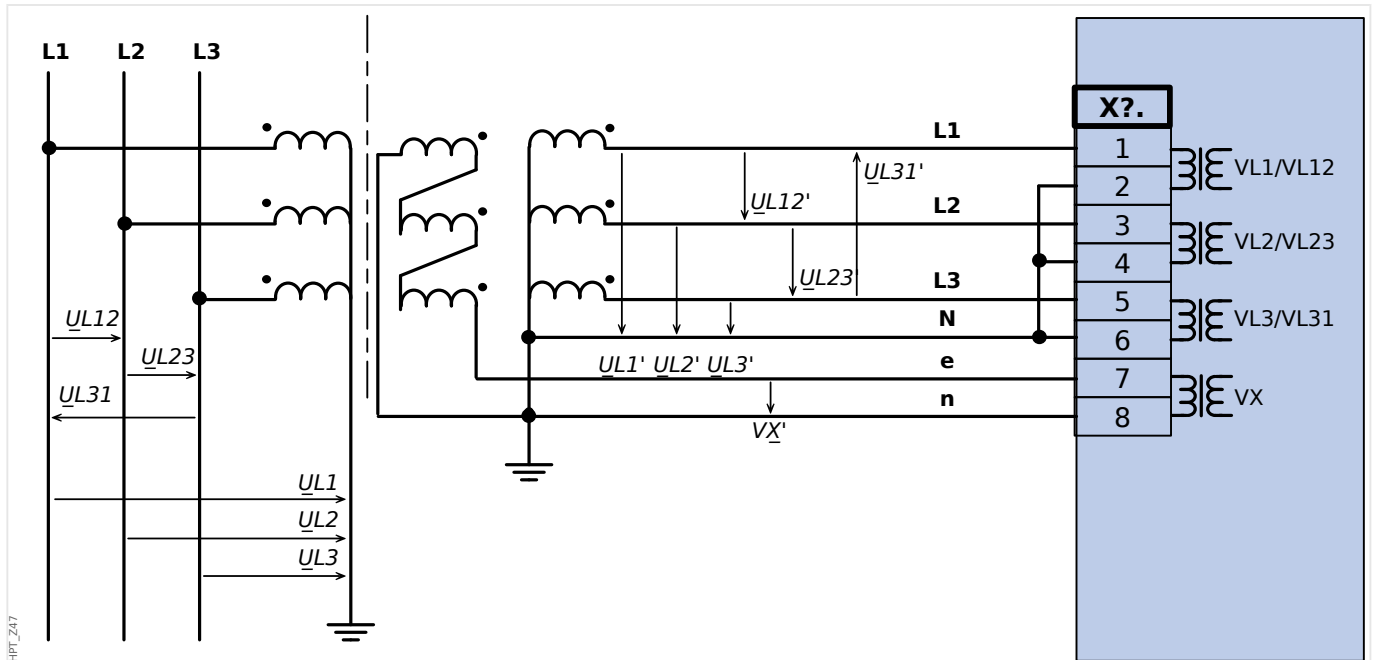 L1 L2 L3
X?.
L1
1
VL1/VL12
UL31'
2
UL12'
L2
3
VL2/VL23
4
UL23'
L3
5
VL3/VL31
UL12
N
6
UL23
UL1' UL2' UL3'
e
7
UL31
n
VX
8
VX'
UL1
UL2
UL3
HPT_Z47